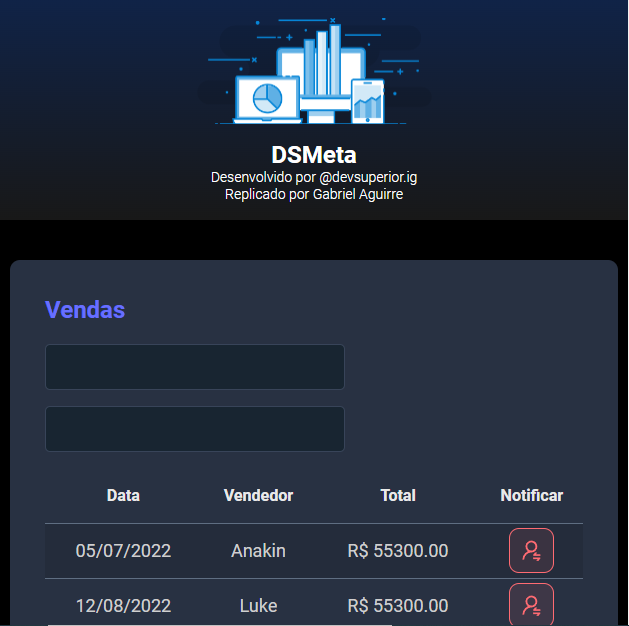 DSMeta
Desenvolvido por @devsuperior.ig
Replicado por Gabriel Aguirre
Vendas
Data Vendedor Total Notificar
05/07/2022 Anakin R$ 55300.00
12/08/2022 Luke R$ 55300.00